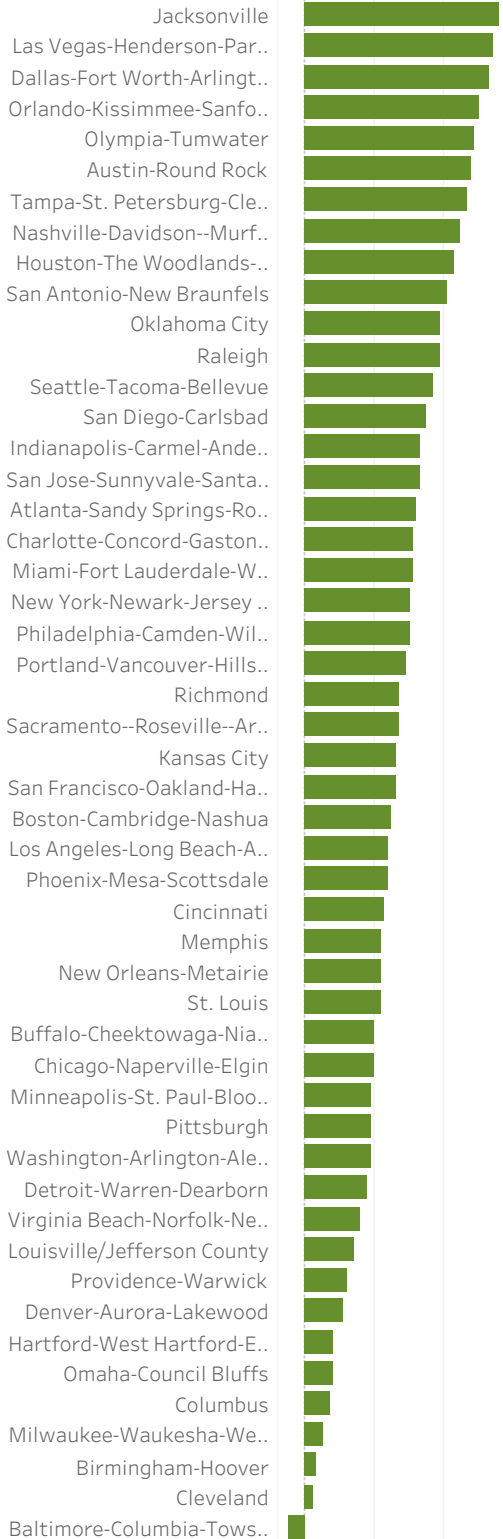 Jacksonville
Las Vegas-Henderson-Par..
Dallas-Fort Worth-Arlingt..
Orlando-Kissimmee-Sanfo..
Olympia-Tumwater
Austin-Round Rock
Tampa-St. Petersburg-Cle..
Nashville-Davidson--Murf..
Houston-The Woodlands-..
San Antonio-New Braunfels
Oklahoma City
Raleigh
Seattle-Tacoma-Bellevue
San Diego-Carlsbad
Indianapolis-Carmel-Ande..
San Jose-Sunnyvale-Santa..
Atlanta-Sandy Springs-Ro..
Charlotte-Concord-Gaston..
Miami-Fort Lauderdale-W..
New York-Newark-Jersey ..
Philadelphia-Camden-Wil..
Portland-Vancouver-Hills..
Richmond
Sacramento--Roseville--Ar..
Kansas City
San Francisco-Oakland-Ha..
Boston-Cambridge-Nashua
Los Angeles-Long Beach-A..
Phoenix-Mesa-Scottsdale
Cincinnati
Memphis
New Orleans-Metairie
St. Louis
Buffalo-Cheektowaga-Nia..
Chicago-Naperville-Elgin
Minneapolis-St. Paul-Bloo..
Pittsburgh
Washington-Arlington-Ale..
Detroit-Warren-Dearborn
Virginia Beach-Norfolk-Ne..
Louisville/Jefferson County
Providence-Warwick
Denver-Aurora-Lakewood
Hartford-West Hartford-E..
Omaha-Council Bluffs
Columbus
Milwaukee-Waukesha-We..
Birmingham-Hoover
Cleveland
Baltimore-Columbia-Tows..